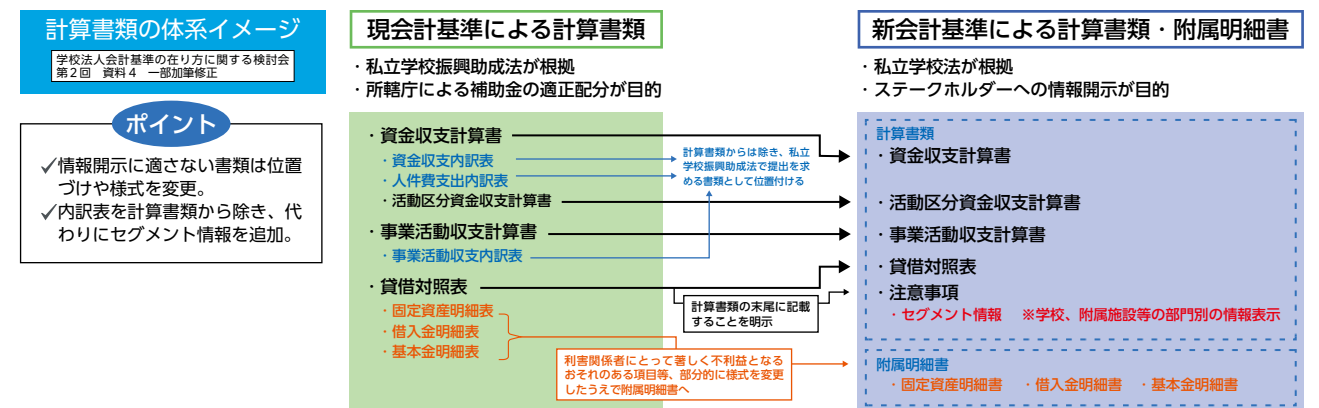 計算書類の体系イメージ
学校法人会計基準の在り方に関する検討会
第2回 資料4 一部加筆修正
ポイント
✓情報開示に適さない書類は位置
づけや様式を変更。
✓内訳表を計算書類から除き、代
わりにセグメント情報を追加。
現会計基準による計算書類
・私立学校振興助成法が根拠
・所轄庁による補助金の適正配分が目的
・資金収支計算書
・資金収支内訳表
・人件費支出内訳表
・活動区分資金収支計算書
・事業活動収支計算書
・事業活動収支内訳表
・貸借対照表
・固定資産明細表
・借入金明細表
・基本金明細表
計算書類からは除き、私立
学校振興助成法で提出を求
める書類として位置付ける
計算書類の末尾に記載
することを明示
利害関係者にとって著しく不利益となる
おそれのある項目等、部分的に様式を変更
したうえで附属明細書へ
新会計基準による計算書類・附属明細書
・私立学校法が根拠
・ステークホルダーへの情報開示が目的
計算書類
・資金収支計算書
・活動区分資金収支計算書
・事業活動収支計算書
・貸借対照表
・注意事項
・セグメント情報 ※学校、附属施設等の部門別の情報表示
附属明細書
・固定資産明細書 ・借入金明細書 ・基本金明細書